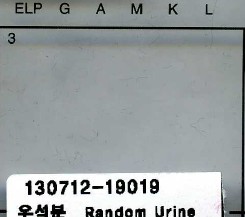 ELP G A M K L
3
130712-19019
우석분 Random Urine